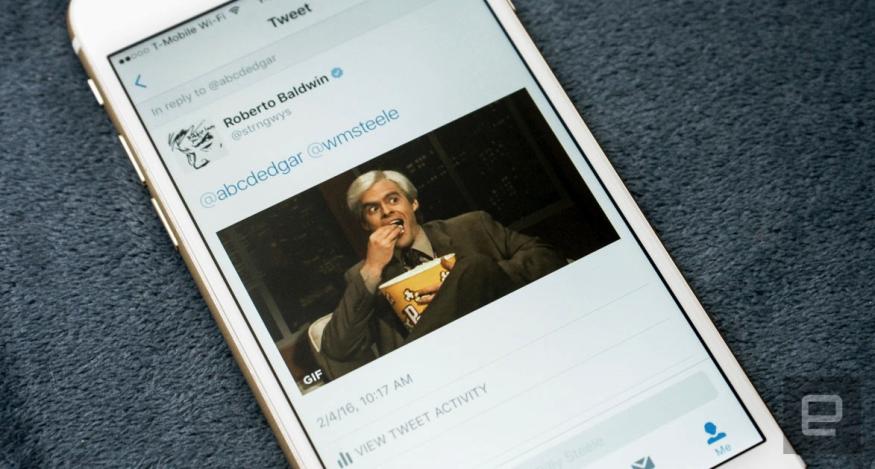 T-Mobile Wi-Fi
Tweet
In reply to @abcdedgar
Roberto Baldwin
@strngwys
@abcdedgar @wmsteele
GIF
2/4/16, 10:17 AM
VIEW TWEET ACTIVITY
Steele
Me